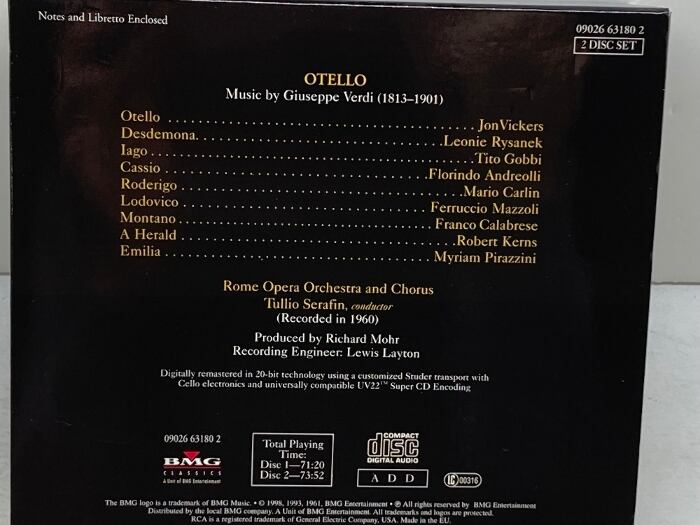 Notes and Libretto Enclosed
09026 63180 2
2 DISC SET
OTELLO
Music by Giuseppe Verdi (1813–1901)
Otello . . . . . . . . . . . . . . . . . . . . . . . . . . . . . . . . . . . Jon Vickers
Desdemona. . . . . . . . . . . . . . . . . . . . . . . . . . . . . Leonie Rysanek
Iago . . . . . . . . . . . . . . . . . . . . . . . . . . . . . . . . . . . . . Tito Gobbi
Cassio . . . . . . . . . . . . . . . . . . . . . . . . . . . . . Florindo Andreolli
Roderigo . . . . . . . . . . . . . . . . . . . . . . . . . . . . . . . Mario Carlin
Lodovico . . . . . . . . . . . . . . . . . . . . . . . . . . . Ferruccio Mazzoli
Montano . . . . . . . . . . . . . . . . . . . . . . . . . . . . Franco Calabrese
A Herald . . . . . . . . . . . . . . . . . . . . . . . . . . . . . . Robert Kerns
Emilia . . . . . . . . . . . . . . . . . . . . . . . . . . . . . Myriam Pirazzini
Rome Opera Orchestra and Chorus
Tullio Serafin, conductor
(Recorded in 1960)
Produced by Richard Mohr
Recording Engineer: Lewis Layton
Digitally remastered in 20-bit technology using a customized Studer transport with
Cello electronics and universally compatible UV22™ Super CD Encoding
09026 63180 2
BMG
CLASSICS
A Unit of BMG Entertainment
Total Playing
Time:
Disc 1—71:20
Disc 2—73:52
COMPACT
disc
DIGITAL AUDIO
A D D
LC 00316
The BMG logo is a trademark of BMG Music. • © 1998, 1993, 1961, BMG Entertainment • ℗ All rights reserved by BMG Entertainment
Distributed by the local BMG company. A Unit of BMG Entertainment. All trademarks and logos are protected.
RCA is a registered trademark of General Electric Company, USA. Made in the EU.